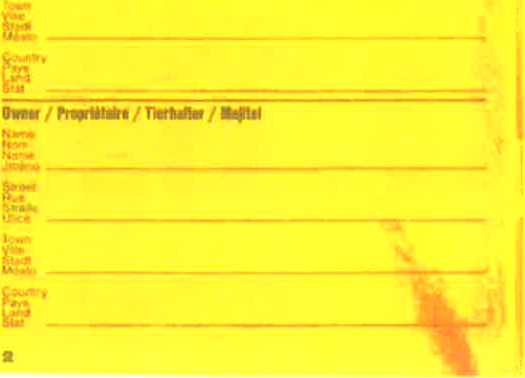 Town
Ville
Stadt
Město
Country
Pays
Land
Stát
Owner / Propriétaire / Tierhalter / Majitel
Name
Nom
Name
Jméno
Street
Rue
Straße
Ulice
Town
Ville
Stadt
Město
Country
Pays
Land
Stát
2